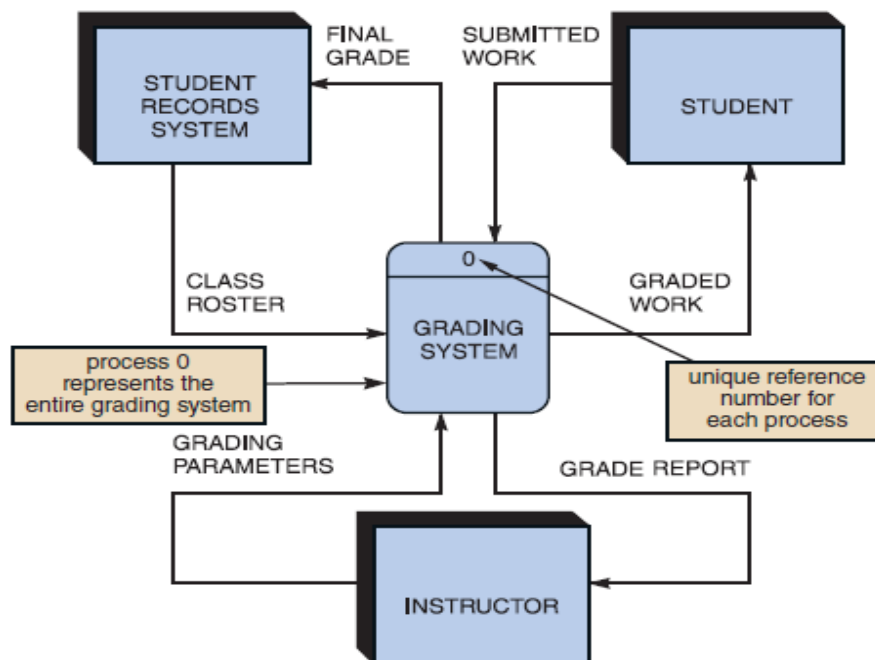 FINAL
GRADE
SUBMITTED
WORK
STUDENT
RECORDS
SYSTEM
STUDENT
0
CLASS
ROSTER
GRADING
SYSTEM
GRADED
WORK
process 0
represents the
entire grading system
unique reference
number for
each process
GRADING
PARAMETERS
GRADE REPORT
INSTRUCTOR